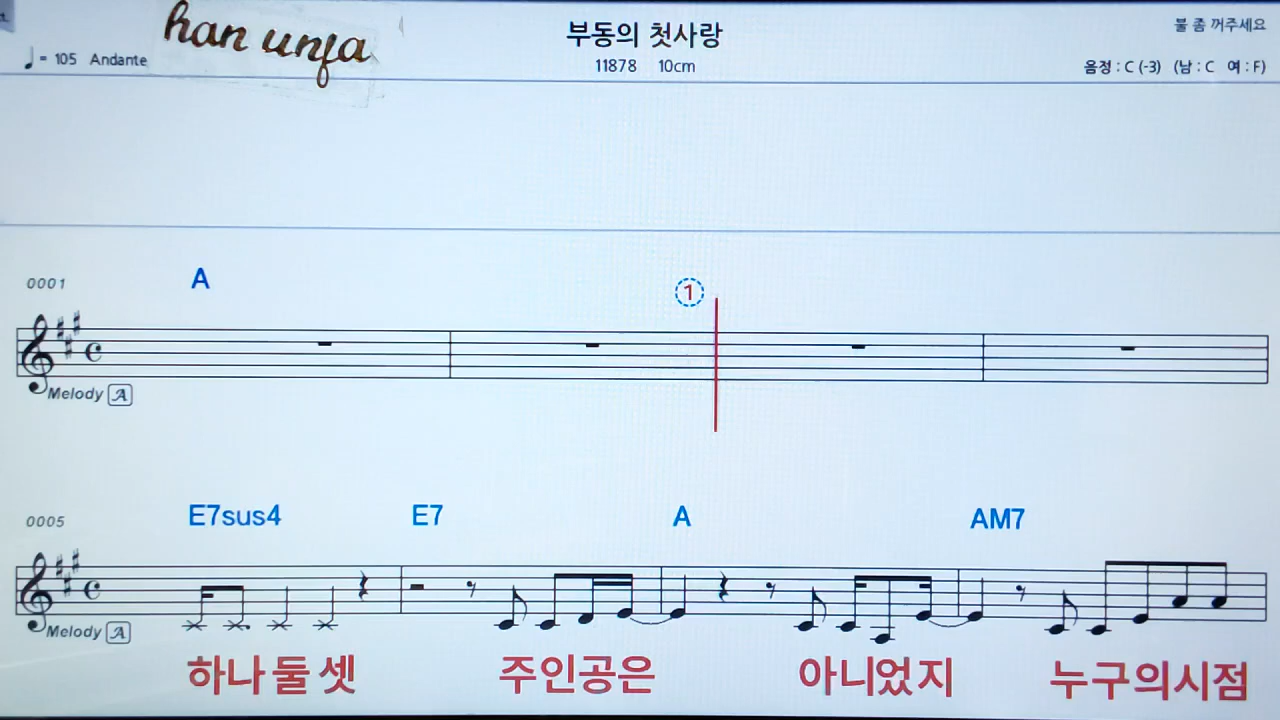 han unja
부동의 첫사랑
불 좀 꺼주세요
♩ = 105 Andante
11878 10cm
음정 : C (-3) (남 : C 여 : F)
0001
A
1
Melody A
0005
E7sus4 E7 A AM7
Melody A
하나 둘 셋 주인공은 아니었지 누구의시점